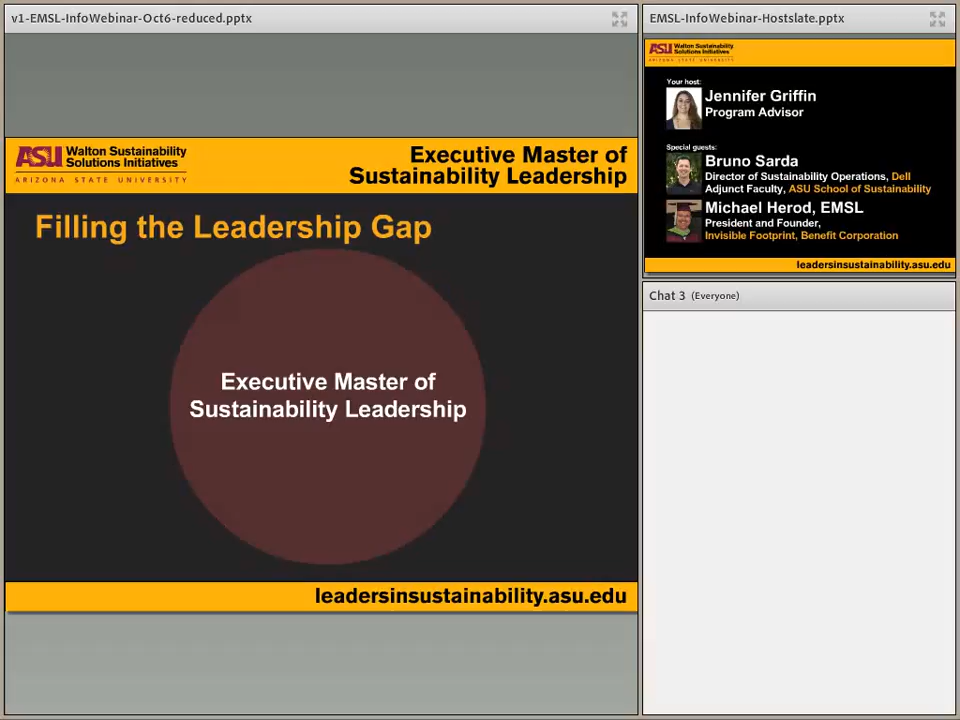 v1-EMSL-InfoWebinar-Oct6-reduced.pptx
ASU Walton Sustainability
Solutions Initiatives
ARIZONA STATE UNIVERSITY
Executive Master of
Sustainability Leadership
Filling the Leadership Gap
Executive Master of
Sustainability Leadership
leadersinsustainability.asu.edu
EMSL-InfoWebinar-Hostslate.pptx
ASU Walton Sustainability
Solutions Initiatives
ARIZONA STATE UNIVERSITY
Your host:
Jennifer Griffin
Program Advisor
Special guests:
Bruno Sarda
Director of Sustainability Operations, Dell
Adjunct Faculty, ASU School of Sustainability
Michael Herod, EMSL
President and Founder,
Invisible Footprint, Benefit Corporation
leadersinsustainability.asu.edu
Chat 3 (Everyone)